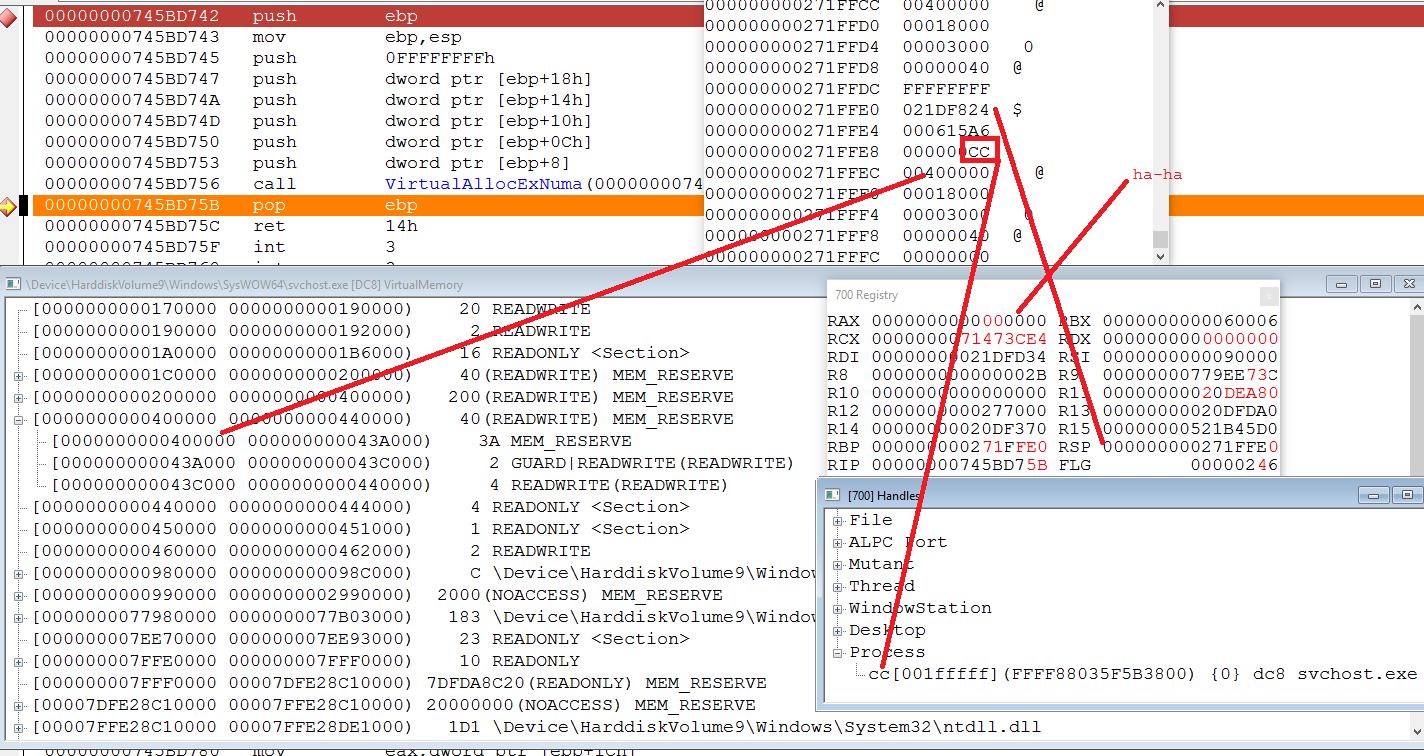 00000000745BD742 push ebp
00000000745BD743 mov ebp,esp
00000000745BD745 push 0FFFFFFFFh
00000000745BD747 push dword ptr [ebp+18h]
00000000745BD74A push dword ptr [ebp+14h]
00000000745BD74D push dword ptr [ebp+10h]
00000000745BD750 push dword ptr [ebp+0Ch]
00000000745BD753 push dword ptr [ebp+8]
00000000745BD756 call VirtualAllocExNuma(000000074
00000000745BD75B pop ebp
00000000745BD75C ret 14h
00000000745BD75F int 3
000000000271FFCC 00400000 @
000000000271FFD0 00018000
000000000271FFD4 00003000 0
000000000271FFD8 00000040 @
000000000271FFDC FFFFFFFF
000000000271FFE0 021DF824 $
000000000271FFE4 000615A6
000000000271FFE8 000000CC
000000000271FFEC 00400000 @
000000000271FFF0 00018000
000000000271FFF4 00003000 0
000000000271FFF8 00000040 @
000000000271FFFC 00000000
ha-ha
\Device\HarddiskVolume9\Windows\SysWOW64\svchost.exe [DC8] VirtualMemory
[0000000000170000 0000000000190000) 20 READWRITE
[0000000000190000 0000000000192000) 2 READWRITE
[00000000001A0000 00000000001B6000) 16 READONLY <Section>
[00000000001C0000 0000000000200000) 40(READWRITE) MEM_RESERVE
[0000000000200000 0000000000400000) 200(READWRITE) MEM_RESERVE
[0000000000400000 0000000000440000) 40(READWRITE) MEM_RESERVE
[0000000000400000 000000000043A000) 3A MEM_RESERVE
[000000000043A000 000000000043C000) 2 GUARD|READWRITE(READWRITE)
[000000000043C000 0000000000440000) 4 READWRITE(READWRITE)
[0000000000440000 0000000000444000) 4 READONLY <Section>
[0000000000450000 0000000000451000) 1 READONLY <Section>
[0000000000460000 0000000000462000) 2 READWRITE
[0000000000980000 000000000098C000) C \Device\HarddiskVolume9\Windo
[0000000000990000 0000000002990000) 2000(NOACCESS) MEM_RESERVE
[0000000077980000 0000000077B03000) 183 \Device\HarddiskVolume9\Windo
[000000007EE70000 000000007EE93000) 23 READONLY <Section>
[000000007FFE0000 000000007FFF0000) 10 READONLY
[000000007FFF0000 00007DFE28C10000) 7DFDA8C20(READONLY) MEM_RESERVE
[00007DFE28C10000 00007FFE28C10000) 20000000(NOACCESS) MEM_RESERVE
[00007FFE28C10000 00007FFE28DE1000) 1D1 \Device\HarddiskVolume9\Windows\System32\ntdll.dll
700 Registry
RAX 0000000000000000 RBX 0000000000060006
RCX 0000000071473CE4 RDX 0000000000000000
RDI 00000000021DFD34 RSI 0000000000090000
R8 000000000000002B R9 00000000779EE73C
R10 0000000000000000 R11 0000000020DEA80
R12 0000000000277000 R13 00000000020DFDA0
R14 00000000020DF370 R15 00000000521B45D0
RBP 000000000271FFE0 RSP 000000000271FFE0
RIP 00000000745BD75B FLG 00000246
[700] Handles
File
ALPC Port
Mutant
Thread
WindowStation
Desktop
Process
cc[001fffff](FFFF88035F5B3800) {0} dc8 svchost.exe